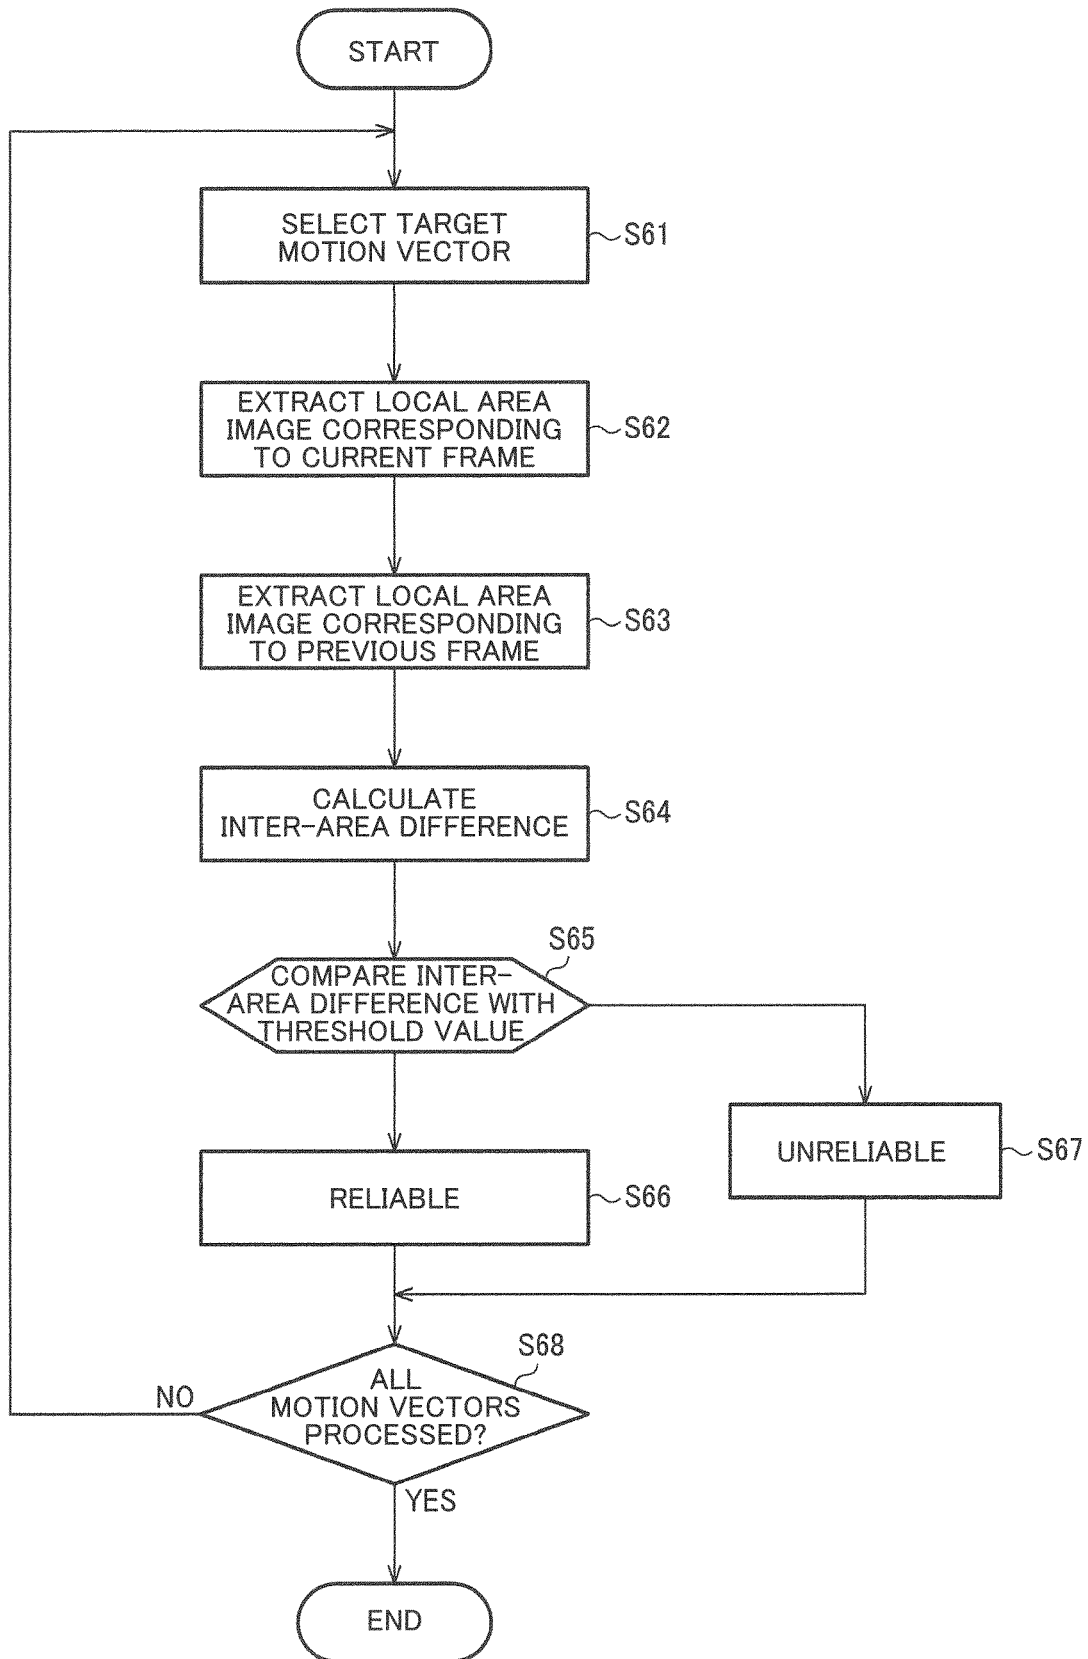 START
SELECT TARGET
MOTION VECTOR
S61
EXTRACT LOCAL AREA
IMAGE CORRESPONDING
TO CURRENT FRAME
S62
EXTRACT LOCAL AREA
IMAGE CORRESPONDING
TO PREVIOUS FRAME
S63
CALCULATE
INTER-AREA DIFFERENCE
S64
S65
COMPARE INTER-
AREA DIFFERENCE WITH
THRESHOLD VALUE
UNRELIABLE
S67
RELIABLE
S66
S68
ALL
MOTION VECTORS
PROCESSED?
NO
YES
END